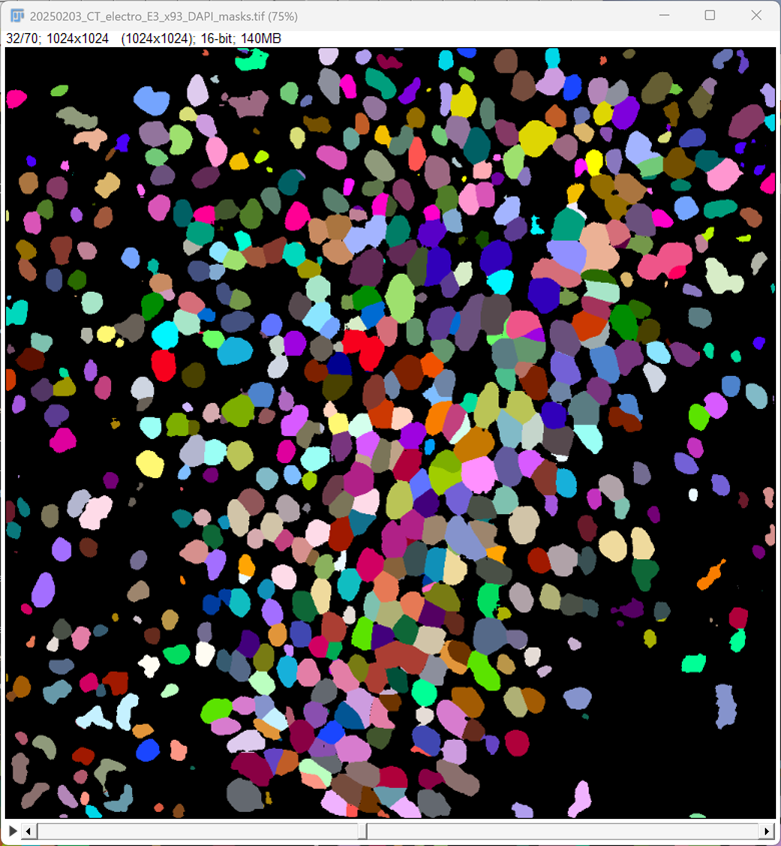 20250203_CT_electro_E3_x93_DAPI_masks.tif (75%)
32/70; 1024x1024 (1024x1024); 16-bit; 140MB